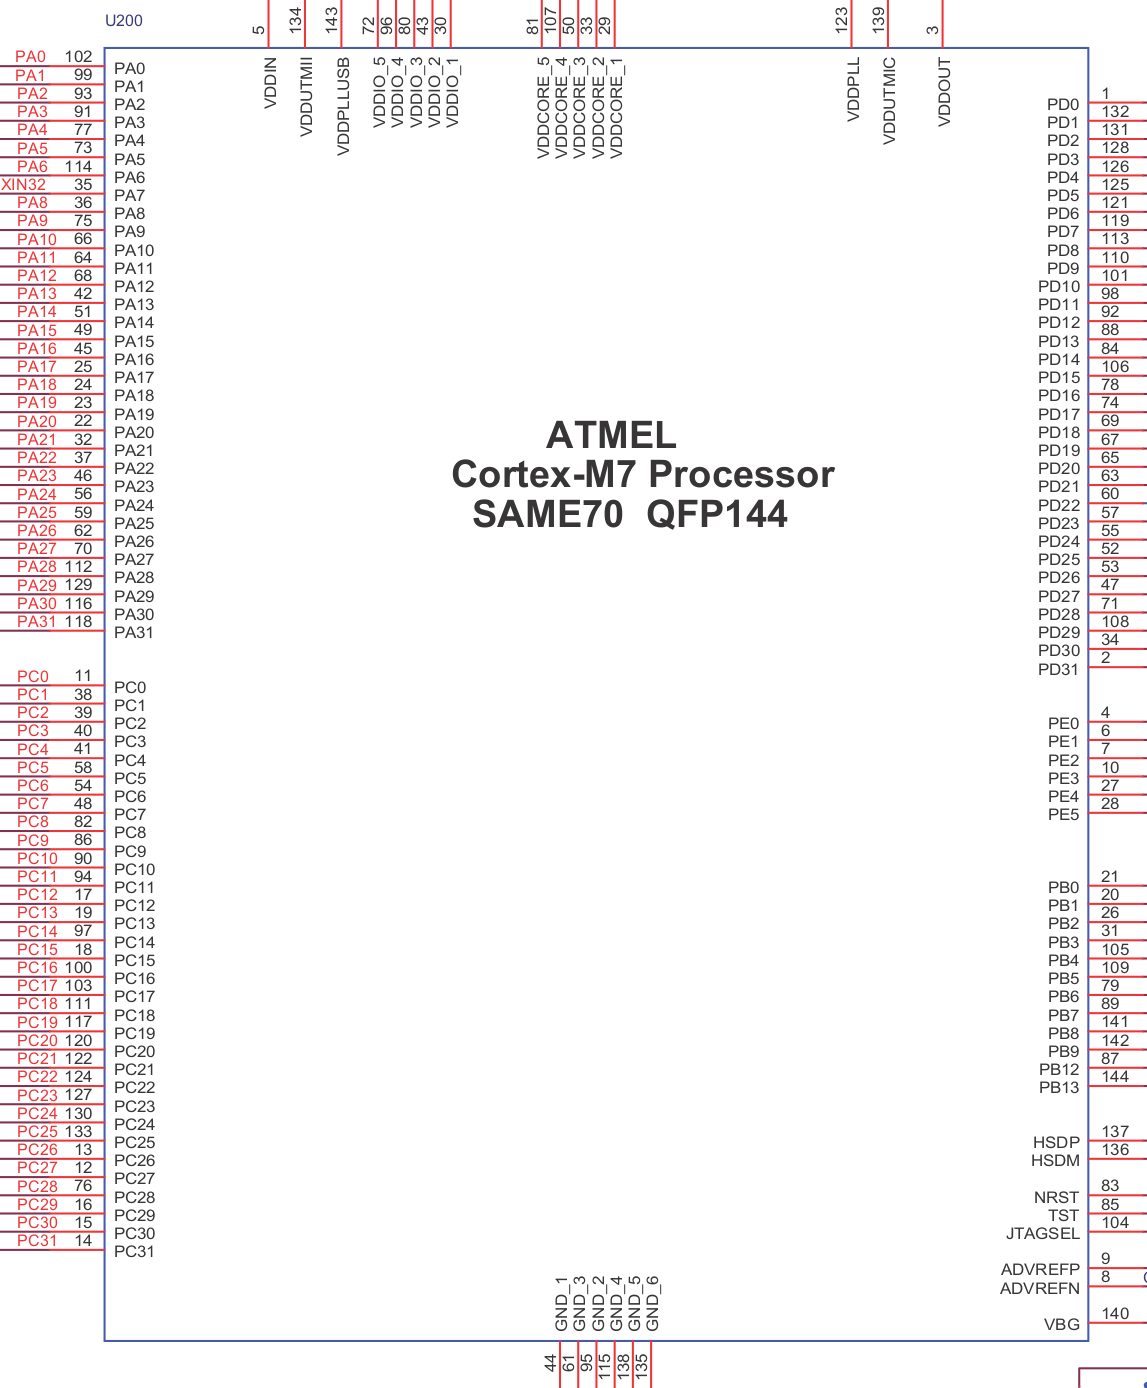 U200
5 134 143 72 96 80 43 30 81 107 50 33 29 123 139 3
VDDIN VDDUTMII VDDPLLUSB VDDIO_5 VDDIO_4 VDDIO_3 VDDIO_2 VDDIO_1 VDDCORE_5 VDDCORE_4 VDDCORE_3 VDDCORE_2 VDDCORE_1 VDDPLL VDDUTMIC VDDOUT
PA0 102 PA0
PA1 99 PA1
PA2 93 PA2
PA3 91 PA3
PA4 77 PA4
PA5 73 PA5
PA6 114 PA6
XIN32 35 PA7
PA8 36 PA8
PA9 75 PA9
PA10 66 PA10
PA11 64 PA11
PA12 68 PA12
PA13 42 PA13
PA14 51 PA14
PA15 49 PA15
PA16 45 PA16
PA17 25 PA17
PA18 24 PA18
PA19 23 PA19
PA20 22 PA20
PA21 32 PA21
PA22 37 PA22
PA23 46 PA23
PA24 56 PA24
PA25 59 PA25
PA26 62 PA26
PA27 70 PA27
PA28 112 PA28
PA29 129 PA29
PA30 116 PA30
PA31 118 PA31
PC0 11 PC0
PC1 38 PC1
PC2 39 PC2
PC3 40 PC3
PC4 41 PC4
PC5 58 PC5
PC6 54 PC6
PC7 48 PC7
PC8 82 PC8
PC9 86 PC9
PC10 90 PC10
PC11 94 PC11
PC12 17 PC12
PC13 19 PC13
PC14 97 PC14
PC15 18 PC15
PC16 100 PC16
PC17 103 PC17
PC18 111 PC18
PC19 117 PC19
PC20 120 PC20
PC21 122 PC21
PC22 124 PC22
PC23 127 PC23
PC24 130 PC24
PC25 133 PC25
PC26 13 PC26
PC27 12 PC27
PC28 76 PC28
PC29 16 PC29
PC30 15 PC30
PC31 14 PC31
ATMEL
Cortex-M7 Processor
SAME70 QFP144
PD0 1
PD1 132
PD2 131
PD3 128
PD4 126
PD5 125
PD6 121
PD7 119
PD8 113
PD9 110
PD10 101
PD11 98
PD12 92
PD13 88
PD14 84
PD15 106
PD16 78
PD17 74
PD18 69
PD19 67
PD20 65
PD21 63
PD22 60
PD23 57
PD24 55
PD25 52
PD26 53
PD27 47
PD28 71
PD29 108
PD30 34
PD31 2
PE0 4
PE1 6
PE2 7
PE3 10
PE4 27
PE5 28
PB0 21
PB1 20
PB2 26
PB3 31
PB4 105
PB5 109
PB6 79
PB7 89
PB8 141
PB9 142
PB12 87
PB13 144
HSDP 137
HSDM 136
NRST 83
TST 85
JTAGSEL 104
ADVREFP 9
ADVREFN 8
VBG 140
GND_1 GND_3 GND_2 GND_4 GND_5 GND_6
44 61 95 115 138 135